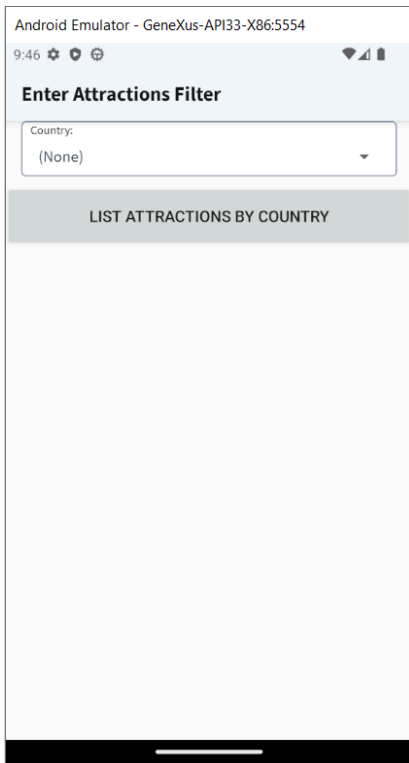 Android Emulator - GeneXus-API33-X86:5554
9:46
Enter Attractions Filter
Country:
(None)
LIST ATTRACTIONS BY COUNTRY